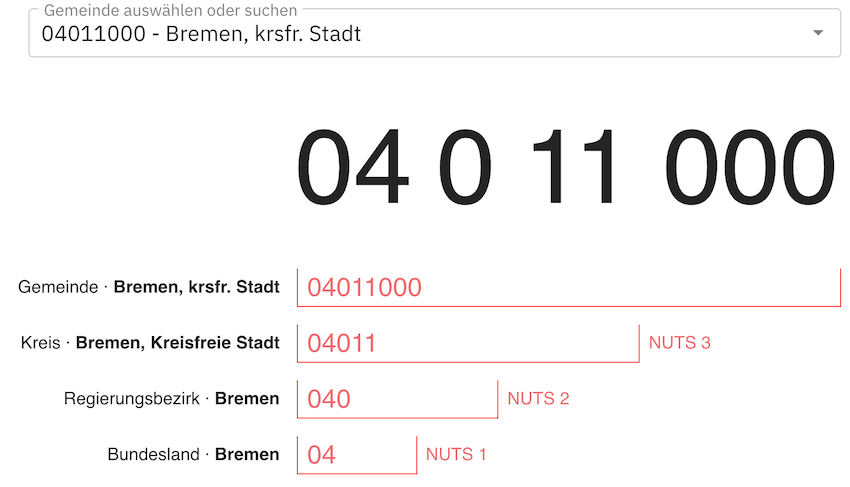 Gemeinde auswählen oder suchen
04011000 - Bremen, krsfr. Stadt
04 0 11 000
Gemeinde · Bremen, krsfr. Stadt 04011000
Kreis · Bremen, Kreisfreie Stadt 04011 NUTS 3
Regierungsbezirk · Bremen 040 NUTS 2
Bundesland · Bremen 04 NUTS 1